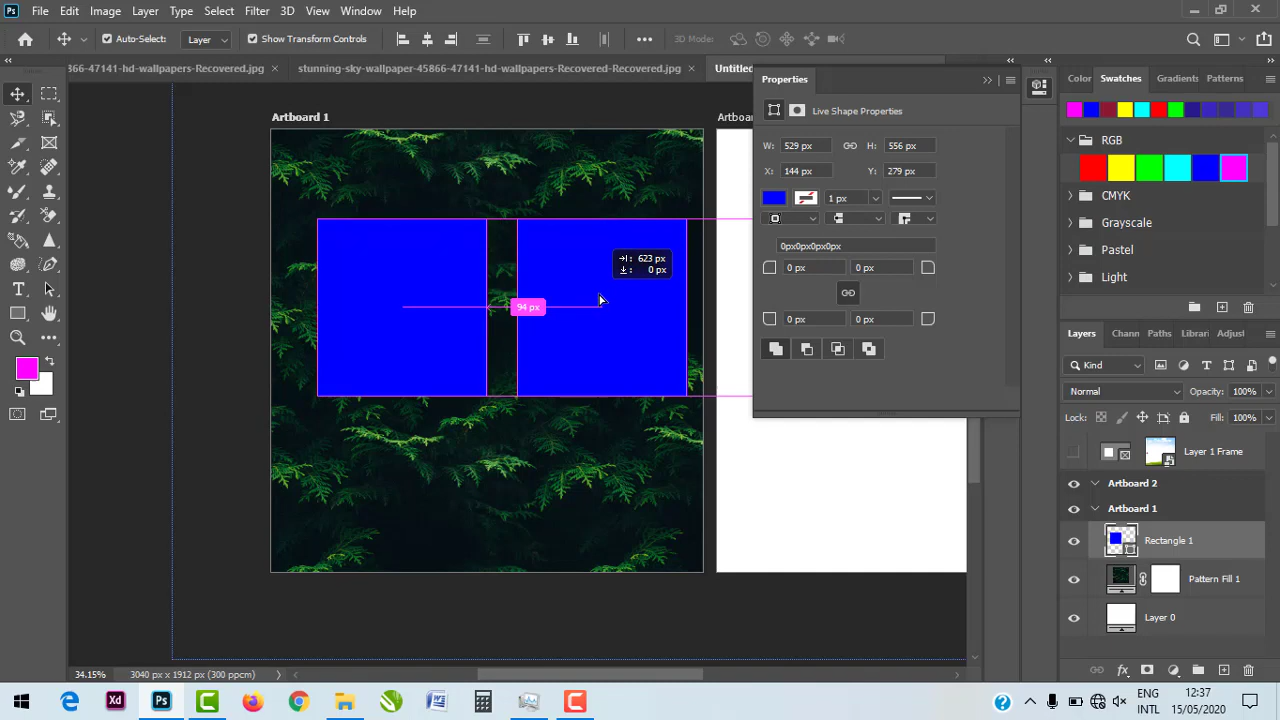 Ps File Edit Image Layer Type Select Filter 3D View Window Help
Auto-Select: Layer Show Transform Controls 3D Mode:
866-47141-hd-wallpapers-Recovered.jpg stunning-sky-wallpaper-45866-47141-hd-wallpapers-Recovered-Recovered.jpg Untitled
Artboard 1
Artboa
94 px
: 623 px
: 0 px
Properties
Live Shape Properties
W: 529 px H: 556 px
X: 144 px Y: 279 px
1 px
0px0px0px0px
0 px 0 px
0 px 0 px
Color Swatches Gradients Patterns
RGB
CMYK
Grayscale
Pastel
Light
Layers Chann Paths Librar Adjust
Kind
Normal Opacity: 100%
Lock: Fill: 100%
Layer 1 Frame
Artboard 2
Artboard 1
Rectangle 1
Pattern Fill 1
Layer 0
34.15% 3040 px x 1912 px (300 ppcm)
Xd Ps
ENG 12:37
INTL 15/05/2020